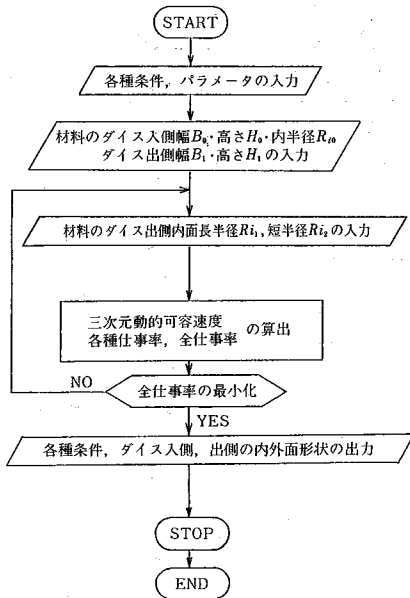 START
各種条件,パラメータの入力
材料のダイス入側幅B₀・高さH₀・内半径Ri0
ダイス出側幅B₁・高さH₁の入力
材料のダイス出側内面長半径Ri₁,短半径Ri₂の入力
三次元動的可容速度
各種仕事率,全仕事率 の算出
NO
全仕事率の最小化
YES
各種条件,ダイス入側,出側の内外面形状の出力
STOP
END